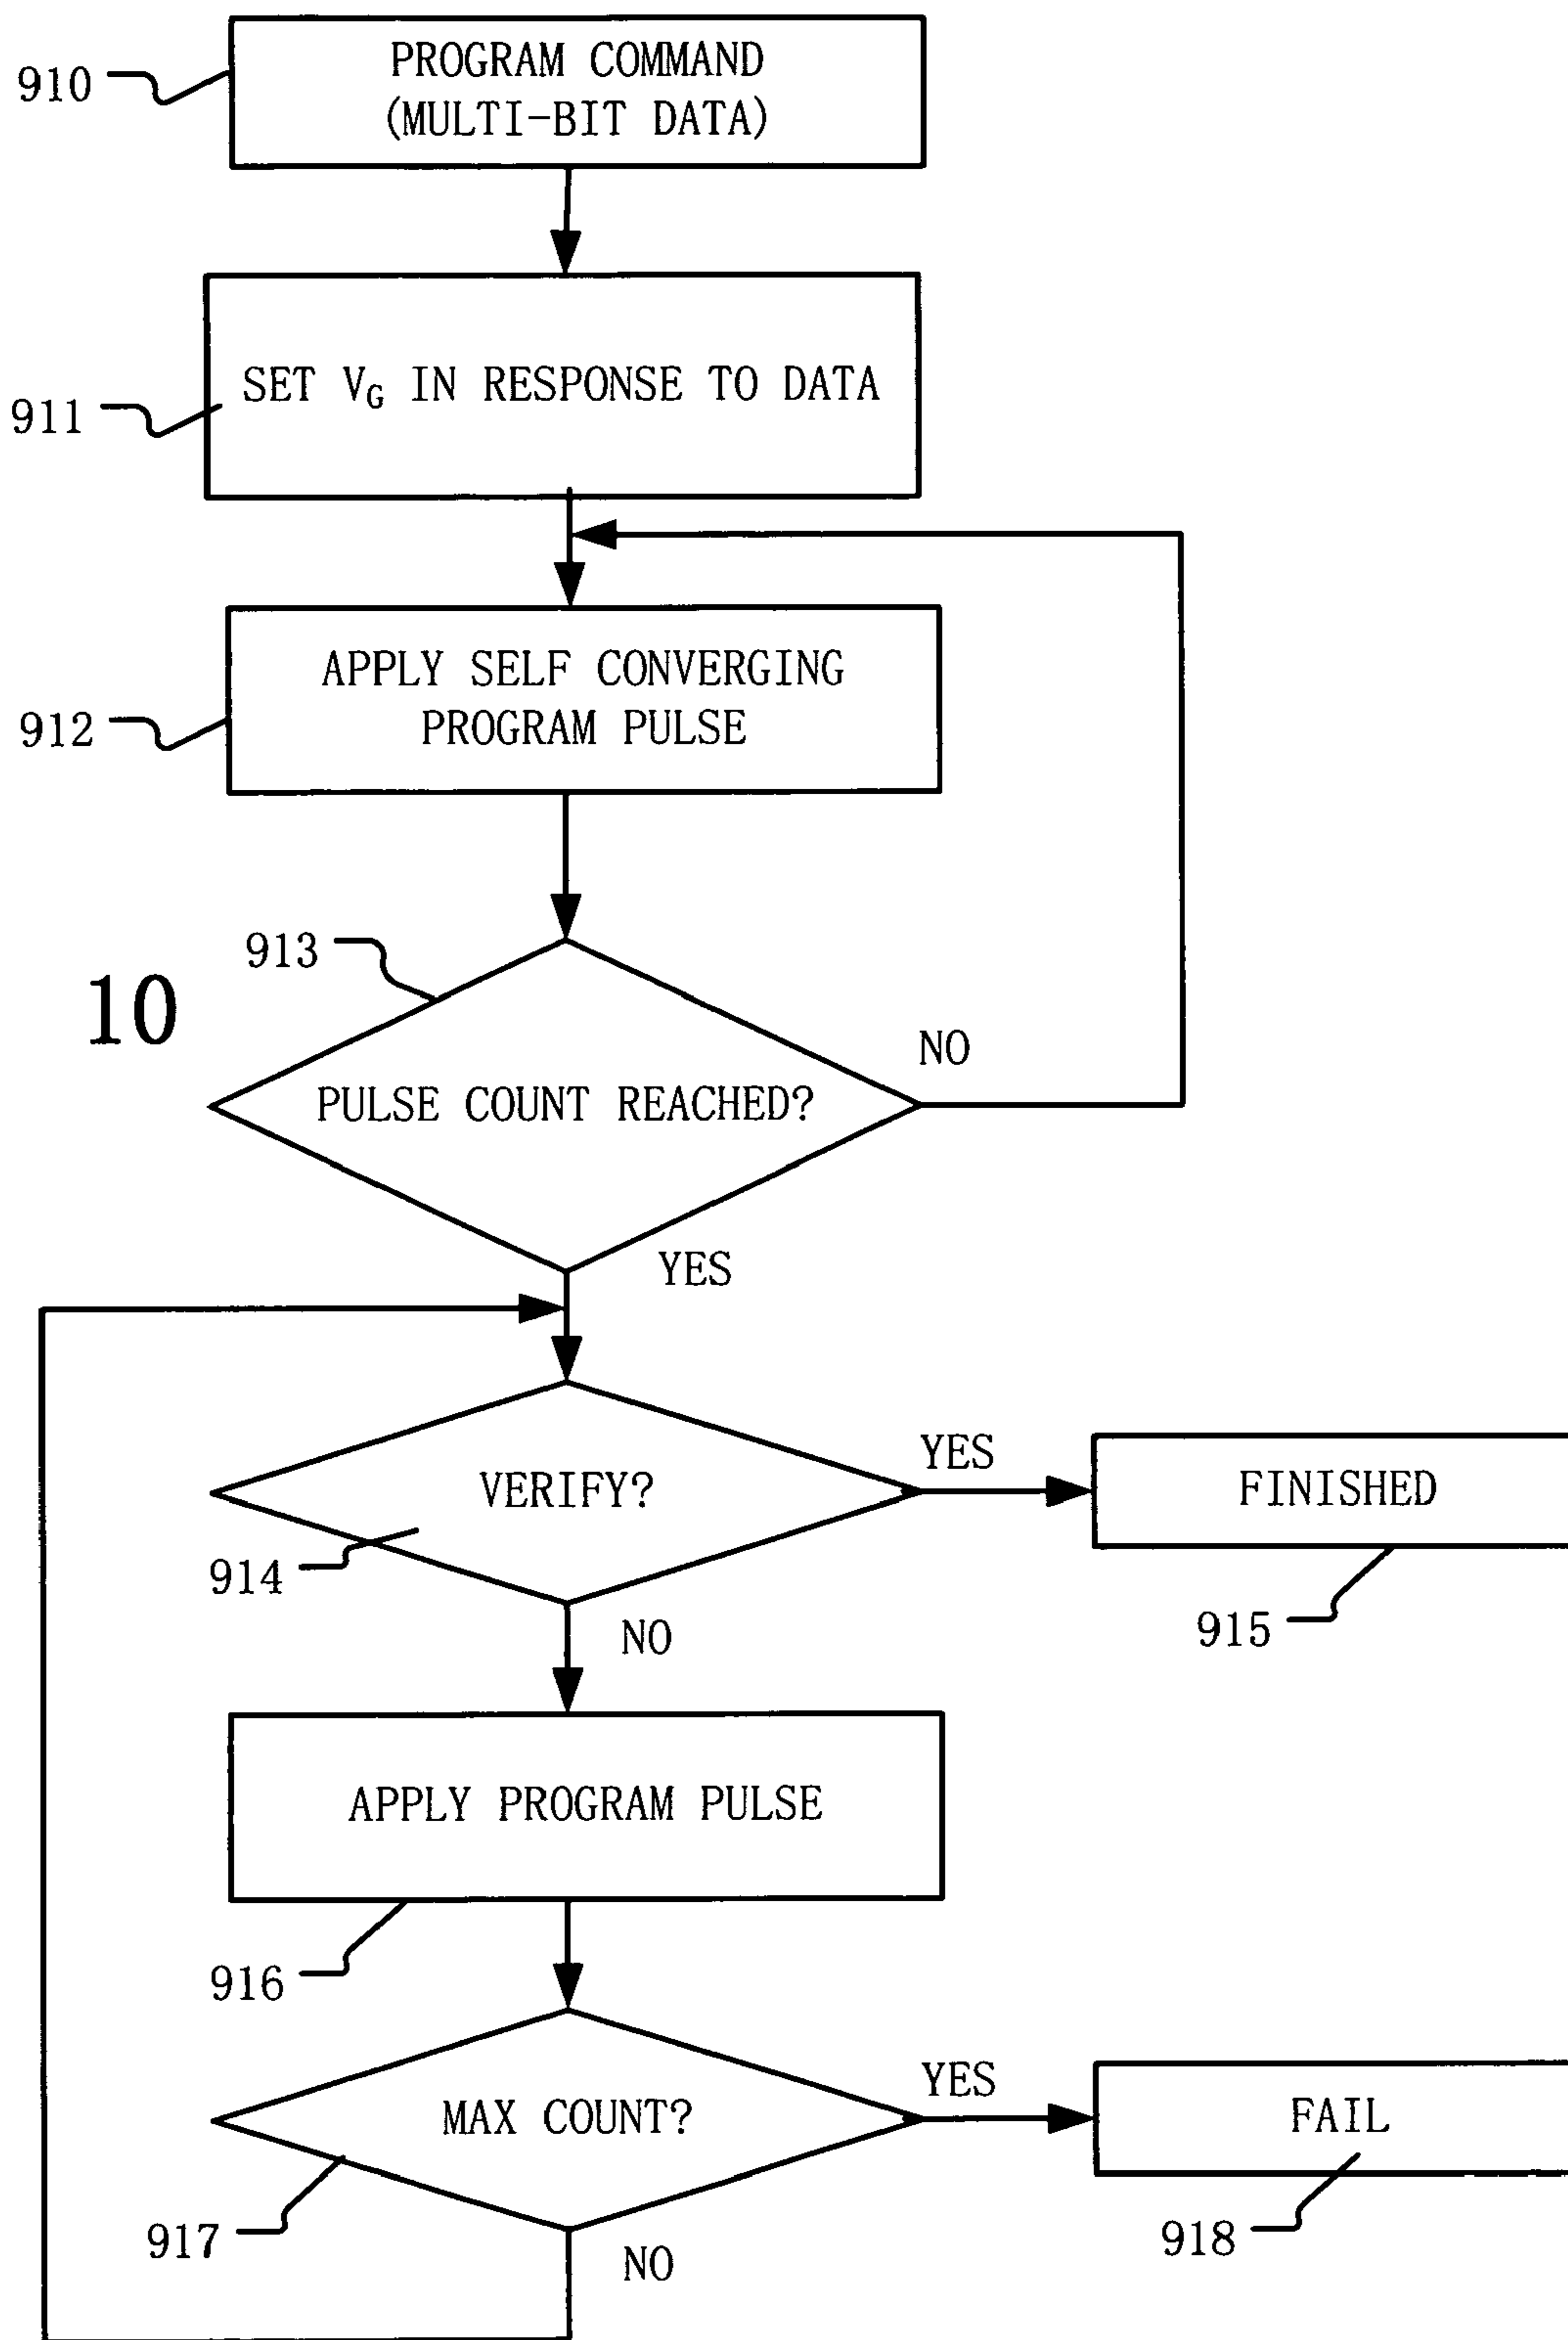 PROGRAM COMMAND
(MULTI-BIT DATA)
910
SET VG IN RESPONSE TO DATA
911
APPLY SELF CONVERGING
PROGRAM PULSE
912
913
10
NO
PULSE COUNT REACHED?
YES
VERIFY?
YES
FINISHED
914
915
NO
APPLY PROGRAM PULSE
916
MAX COUNT?
YES
FAIL
917
918
NO